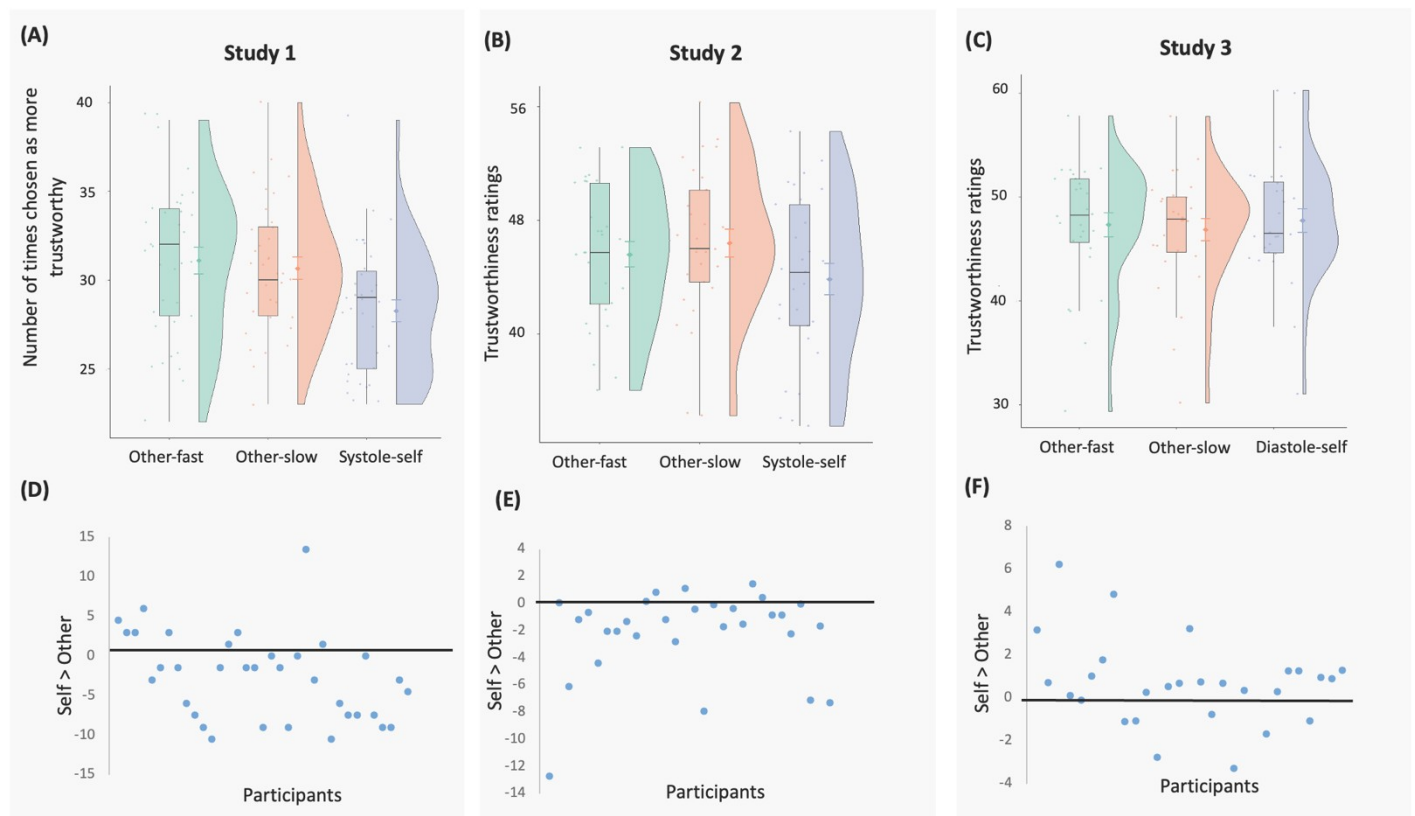 (A)
Study 1
Number of times chosen as more
trustworthy
40
35
30
25
Other-fast Other-slow Systole-self
(B)
Study 2
Trustworthiness ratings
56
48
40
Other-fast Other-slow Systole-self
(C)
Study 3
Trustworthiness ratings
60
50
40
30
Other-fast Other-slow Diastole-self
(D)
Self > Other
15
10
5
0
-5
-10
-15
Participants
(E)
Self > Other
4
2
0
-2
-4
-6
-8
-10
-12
-14
Participants
(F)
Self > Other
8
6
4
2
0
-2
-4
Participants